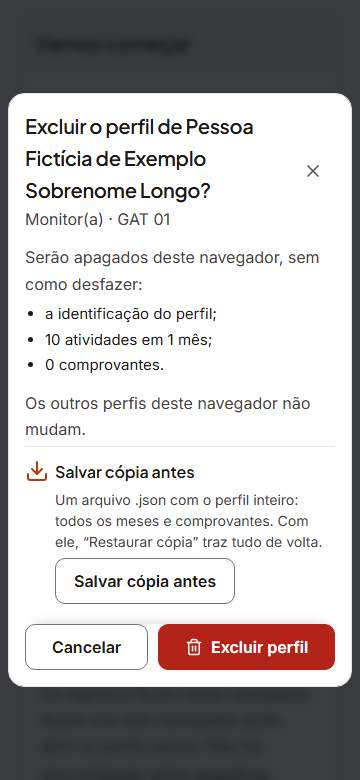 Vamos começar
Excluir o perfil de Pessoa
Fictícia de Exemplo
Sobrenome Longo?
Monitor(a) · GAT 01
Serão apagados deste navegador, sem
como desfazer:
• a identificação do perfil;
• 10 atividades em 1 mês;
• 0 comprovantes.
Os outros perfis deste navegador não
mudam.
Salvar cópia antes
Um arquivo .json com o perfil inteiro:
todos os meses e comprovantes. Com
ele, “Restaurar cópia” traz tudo de volta.
Salvar cópia antes
Cancelar
Excluir perfil